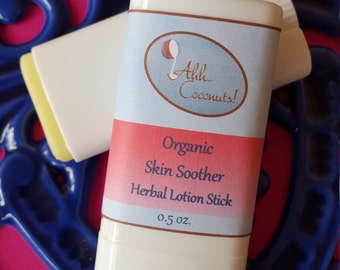 Ahh...
Coconuts!
Organic
Skin Soother
Herbal Lotion Stick
0.5 oz.